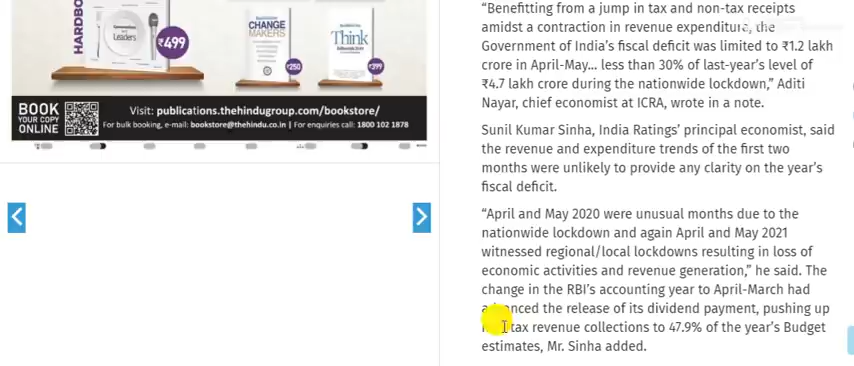 HARDBO
Leaders
₹499
CHANGE
MAKERS
₹250
Think
₹399
BOOK
YOUR COPY
ONLINE
Visit: publications.thehindugroup.com/bookstore/
For bulk booking, e-mail: bookstore@thehindu.co.in | For enquiries call: 1800 102 1878
“Benefitting from a jump in tax and non-tax receipts
amidst a contraction in revenue expenditure, the
Government of India’s fiscal deficit was limited to ₹1.2 lakh
crore in April-May... less than 30% of last-year’s level of
₹4.7 lakh crore during the nationwide lockdown,” Aditi
Nayar, chief economist at ICRA, wrote in a note.
Sunil Kumar Sinha, India Ratings’ principal economist, said
the revenue and expenditure trends of the first two
months were unlikely to provide any clarity on the year’s
fiscal deficit.
“April and May 2020 were unusual months due to the
nationwide lockdown and again April and May 2021
witnessed regional/local lockdowns resulting in loss of
economic activities and revenue generation,” he said. The
change in the RBI’s accounting year to April-March had
advanced the release of its dividend payment, pushing up
tax revenue collections to 47.9% of the year’s Budget
estimates, Mr. Sinha added.